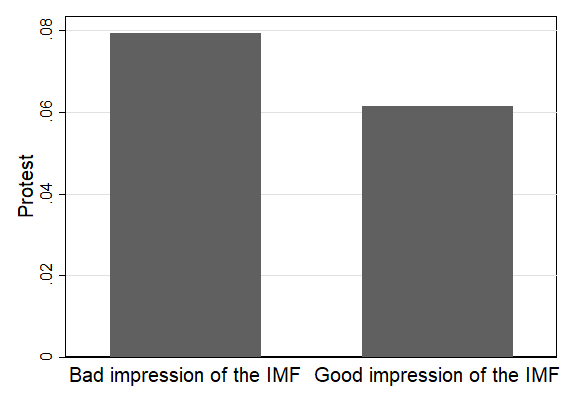 Protest
.08
.06
.04
.02
0
Bad impression of the IMF
Good impression of the IMF